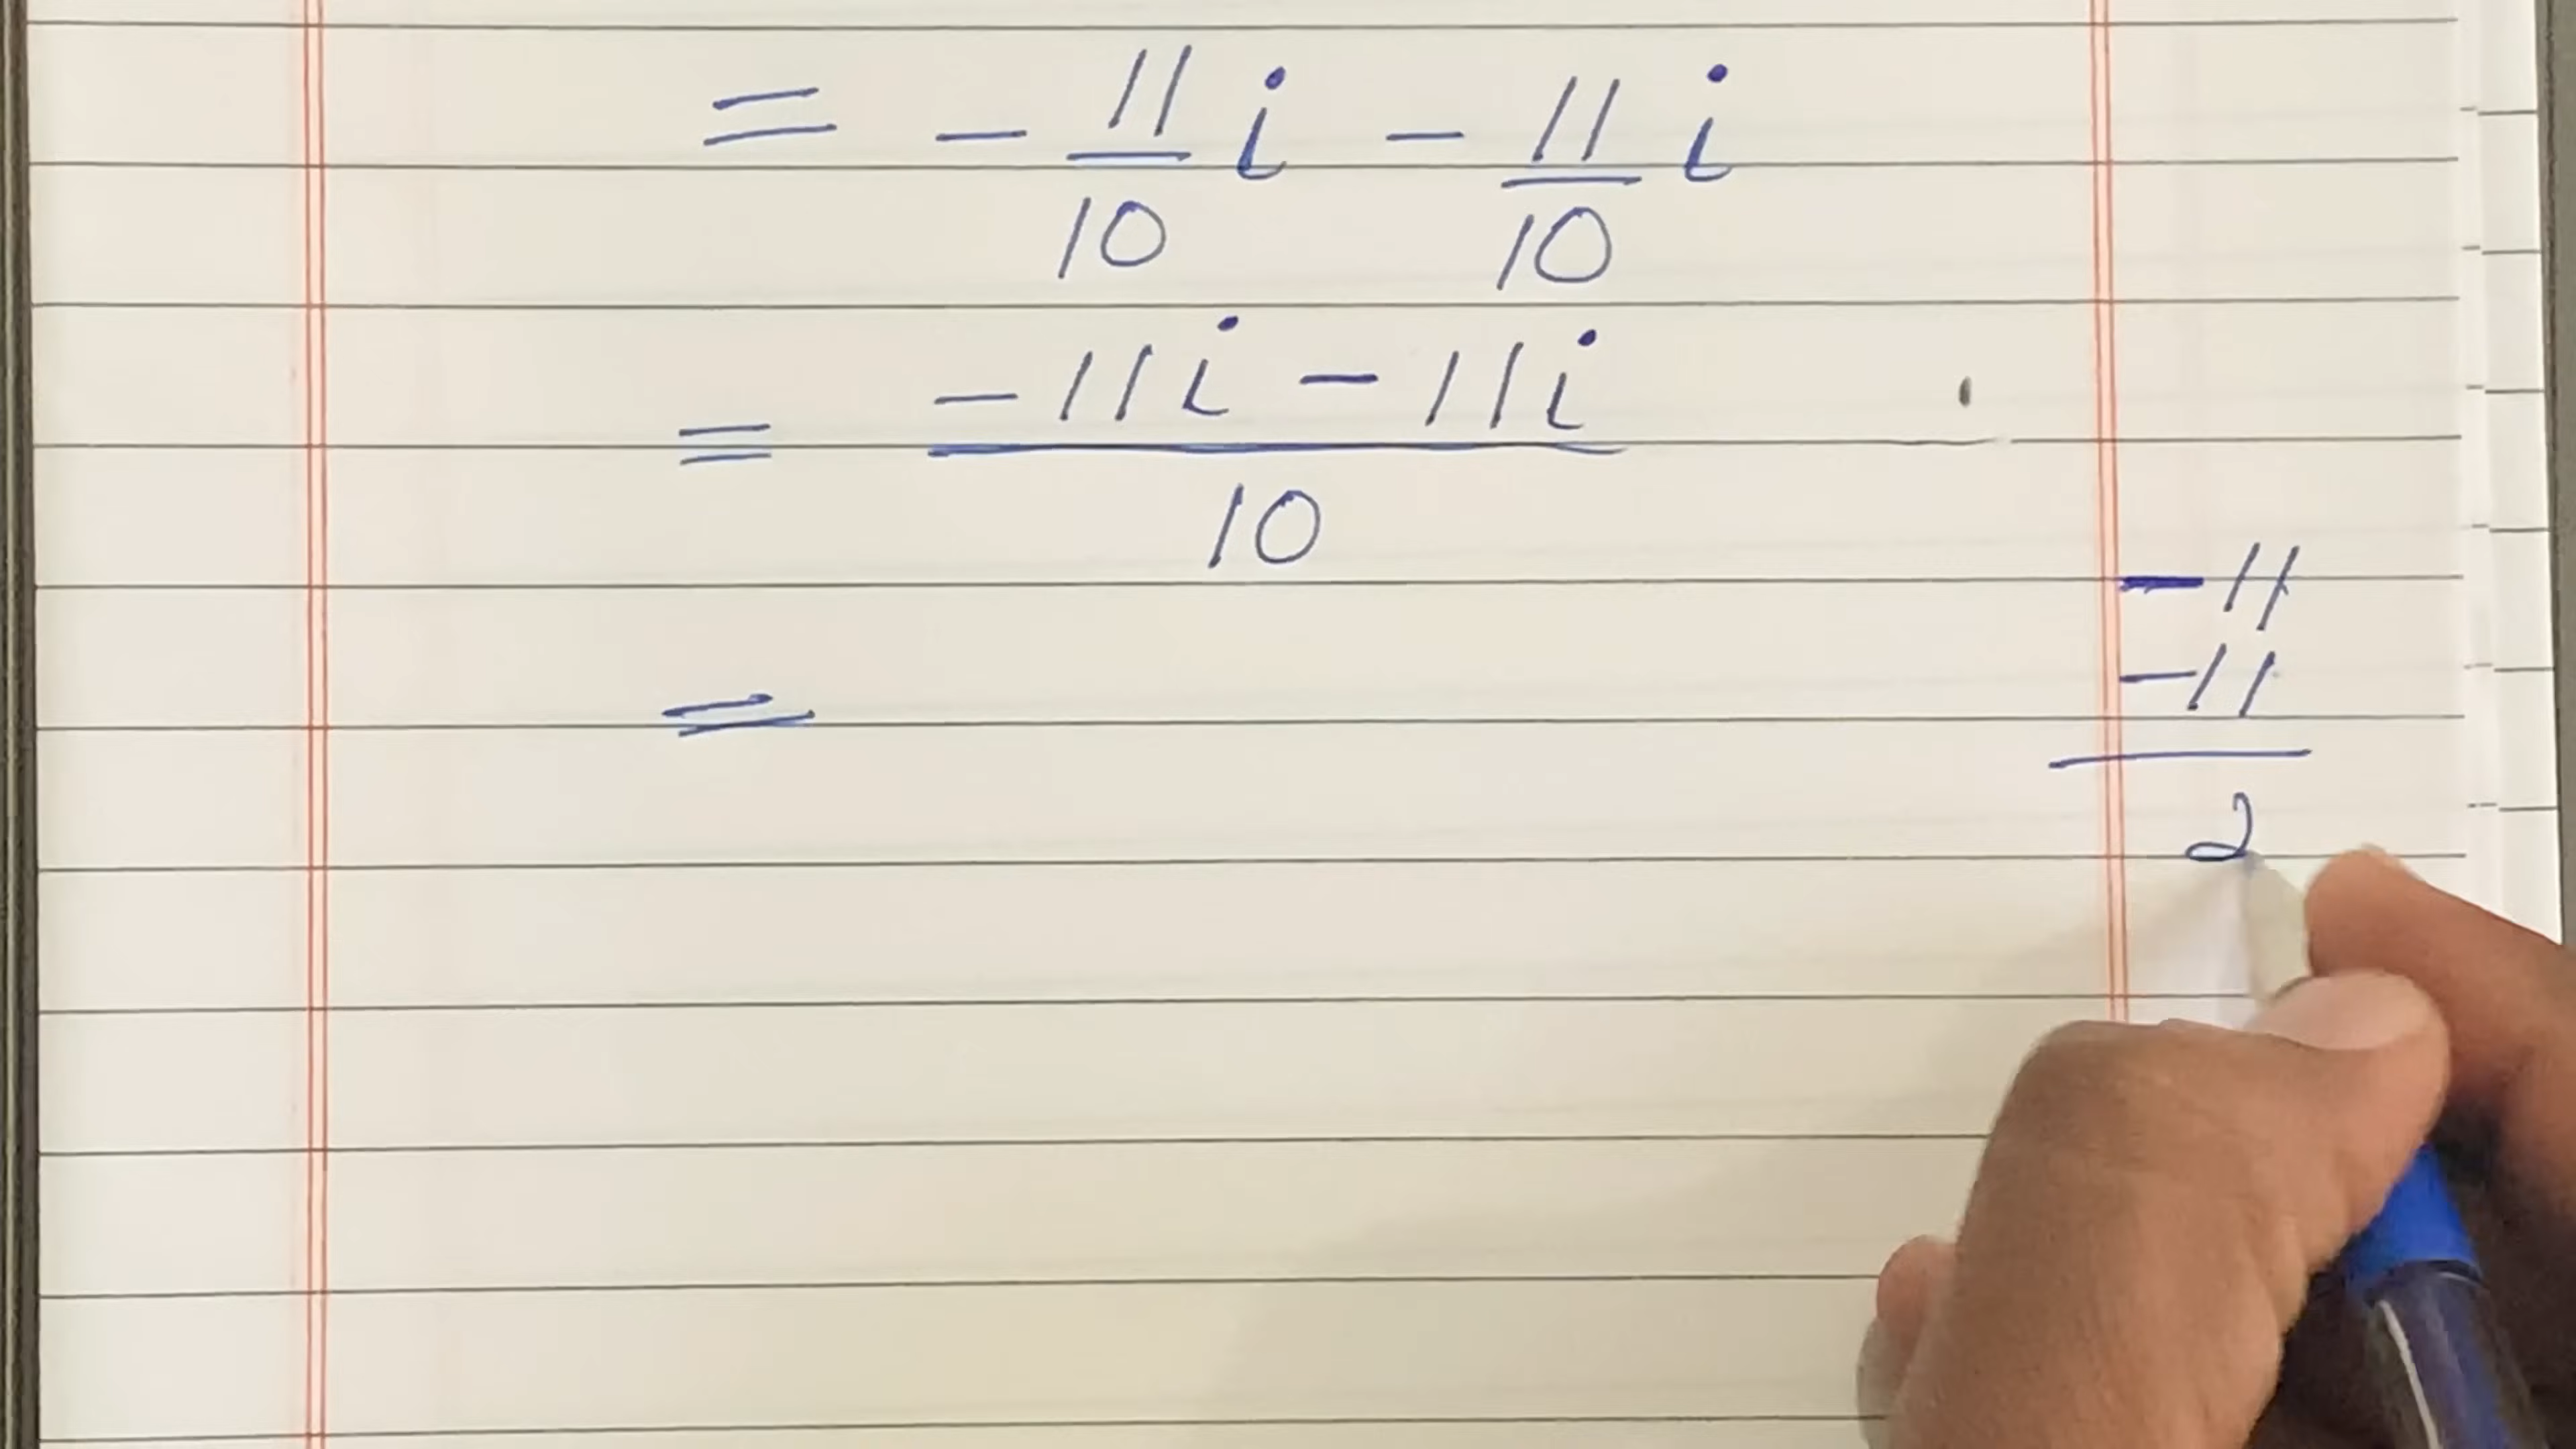 = - 11/10 i - 11/10 i
= -11i - 11i / 10
-11
-11
=
2